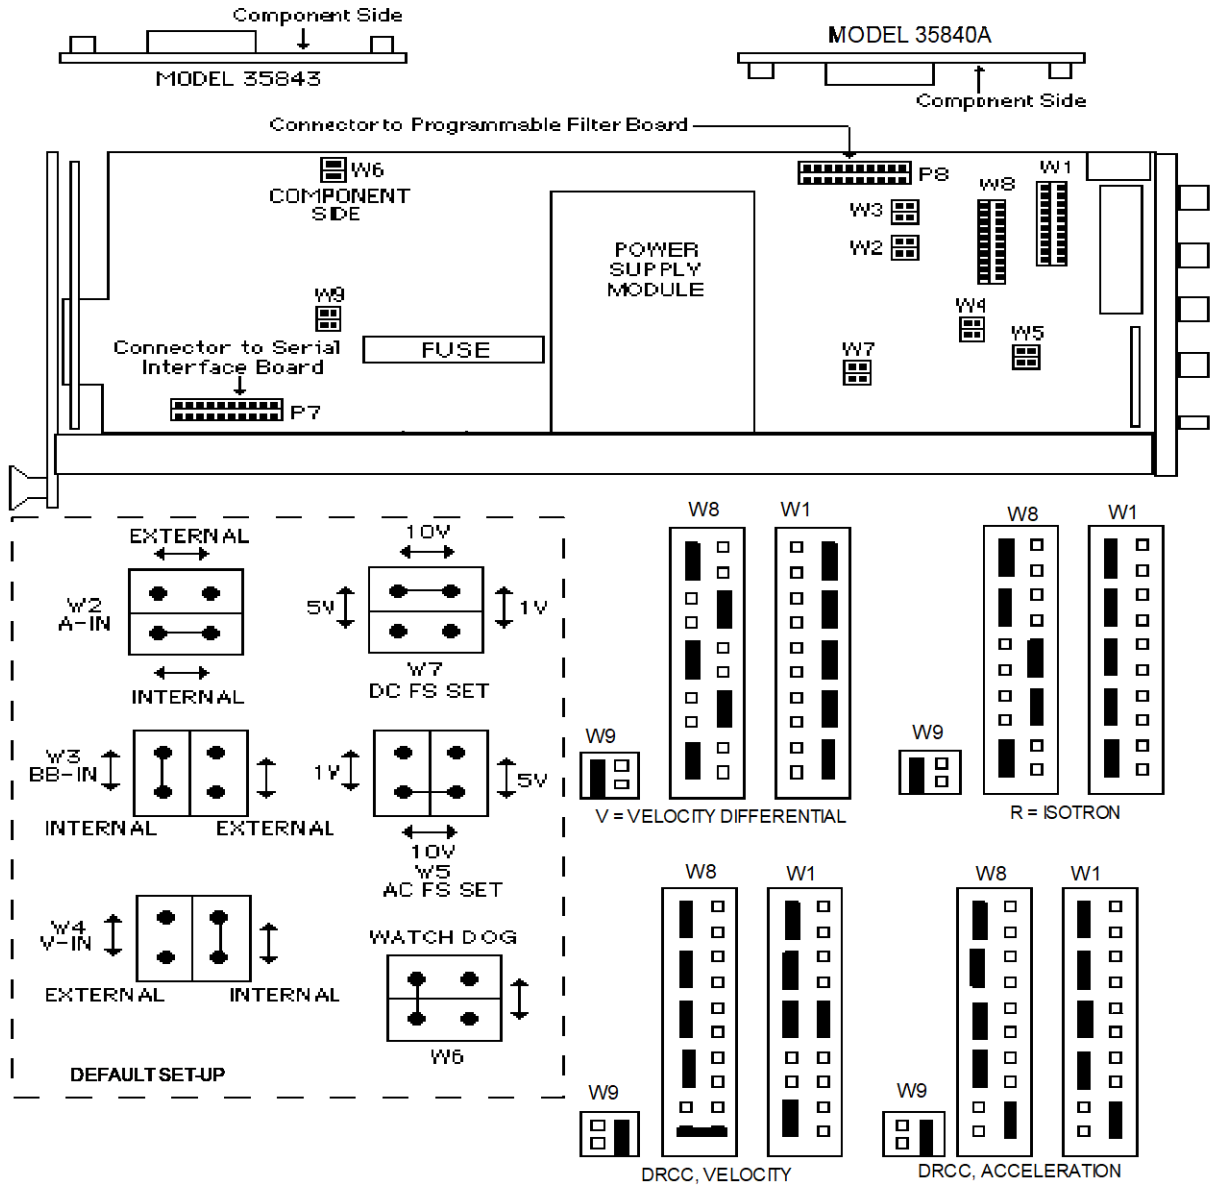 Component Side
MODEL 35843
MODEL 35840A
Component Side
Connector to Programmable Filter Board
W6
COMPONENT
SIDE
P8
W1
W8
W3
W2
POWER
SUPPLY
MODULE
W9
W4
W5
W7
Connector to Serial
Interface Board
FUSE
P7
EXTERNAL
W2
A-IN
INTERNAL
10V
5V
1V
W7
DC FS SET
W3
BB-IN
INTERNAL
EXTERNAL
1V
5V
10V
W5
AC FS SET
W4
V-IN
EXTERNAL
INTERNAL
WATCH DOG
W6
DEFAULT SET-UP
W8
W1
W9
V = VELOCITY DIFFERENTIAL
W8
W1
W9
R = ISOTRON
W8
W1
W9
DRCC, VELOCITY
W8
W1
W9
DRCC, ACCELERATION